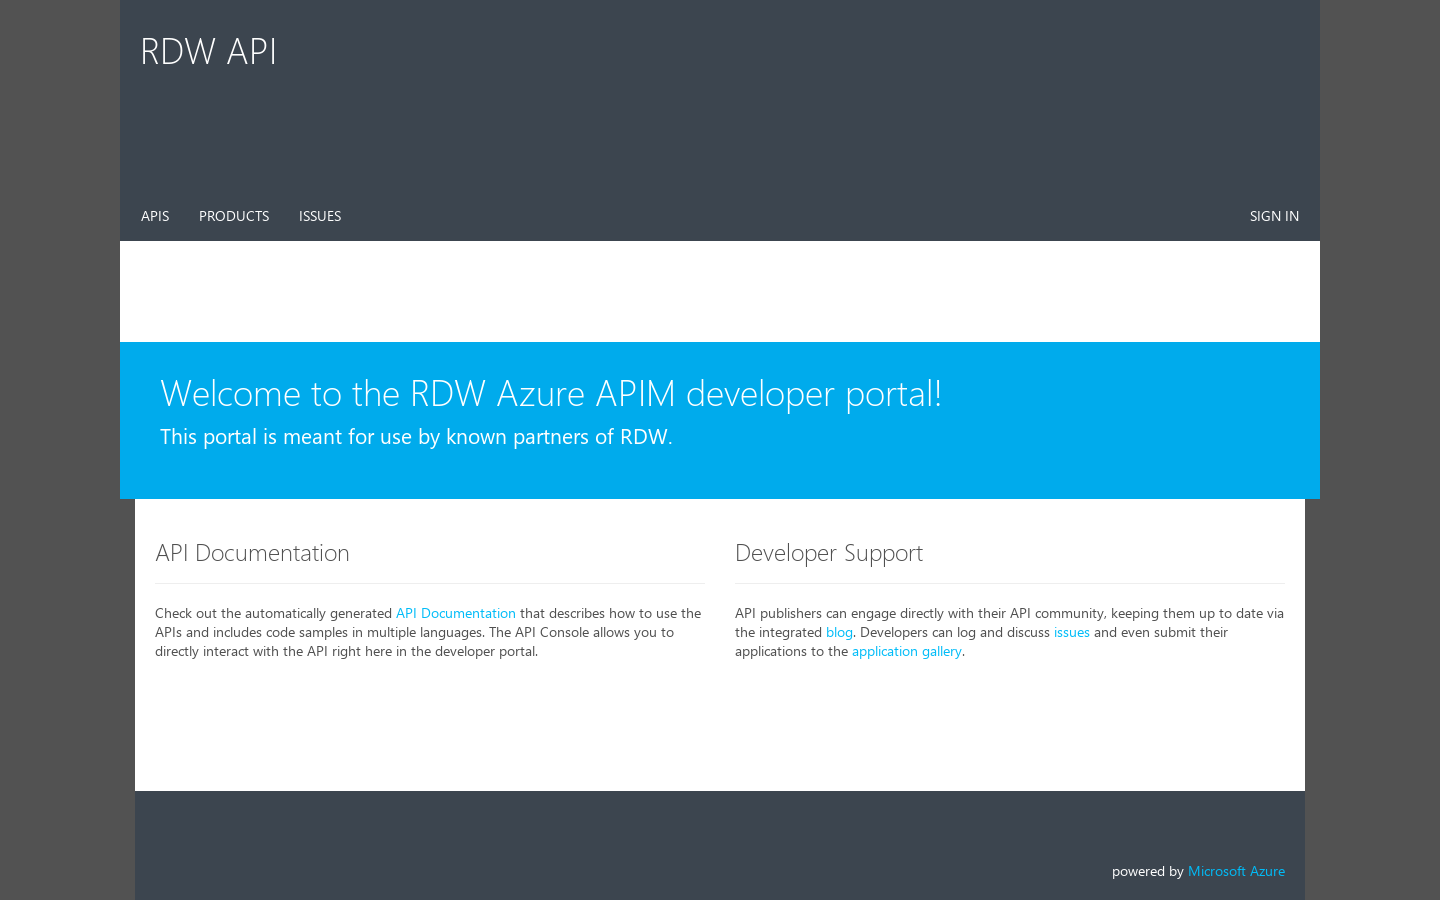 RDW API
APIS PRODUCTS ISSUES SIGN IN
Welcome to the RDW Azure APIM developer portal!
This portal is meant for use by known partners of RDW.
API Documentation
Check out the automatically generated API Documentation that describes how to use the
APIs and includes code samples in multiple languages. The API Console allows you to
directly interact with the API right here in the developer portal.
Developer Support
API publishers can engage directly with their API community, keeping them up to date via
the integrated blog. Developers can log and discuss issues and even submit their
applications to the application gallery.
powered by Microsoft Azure